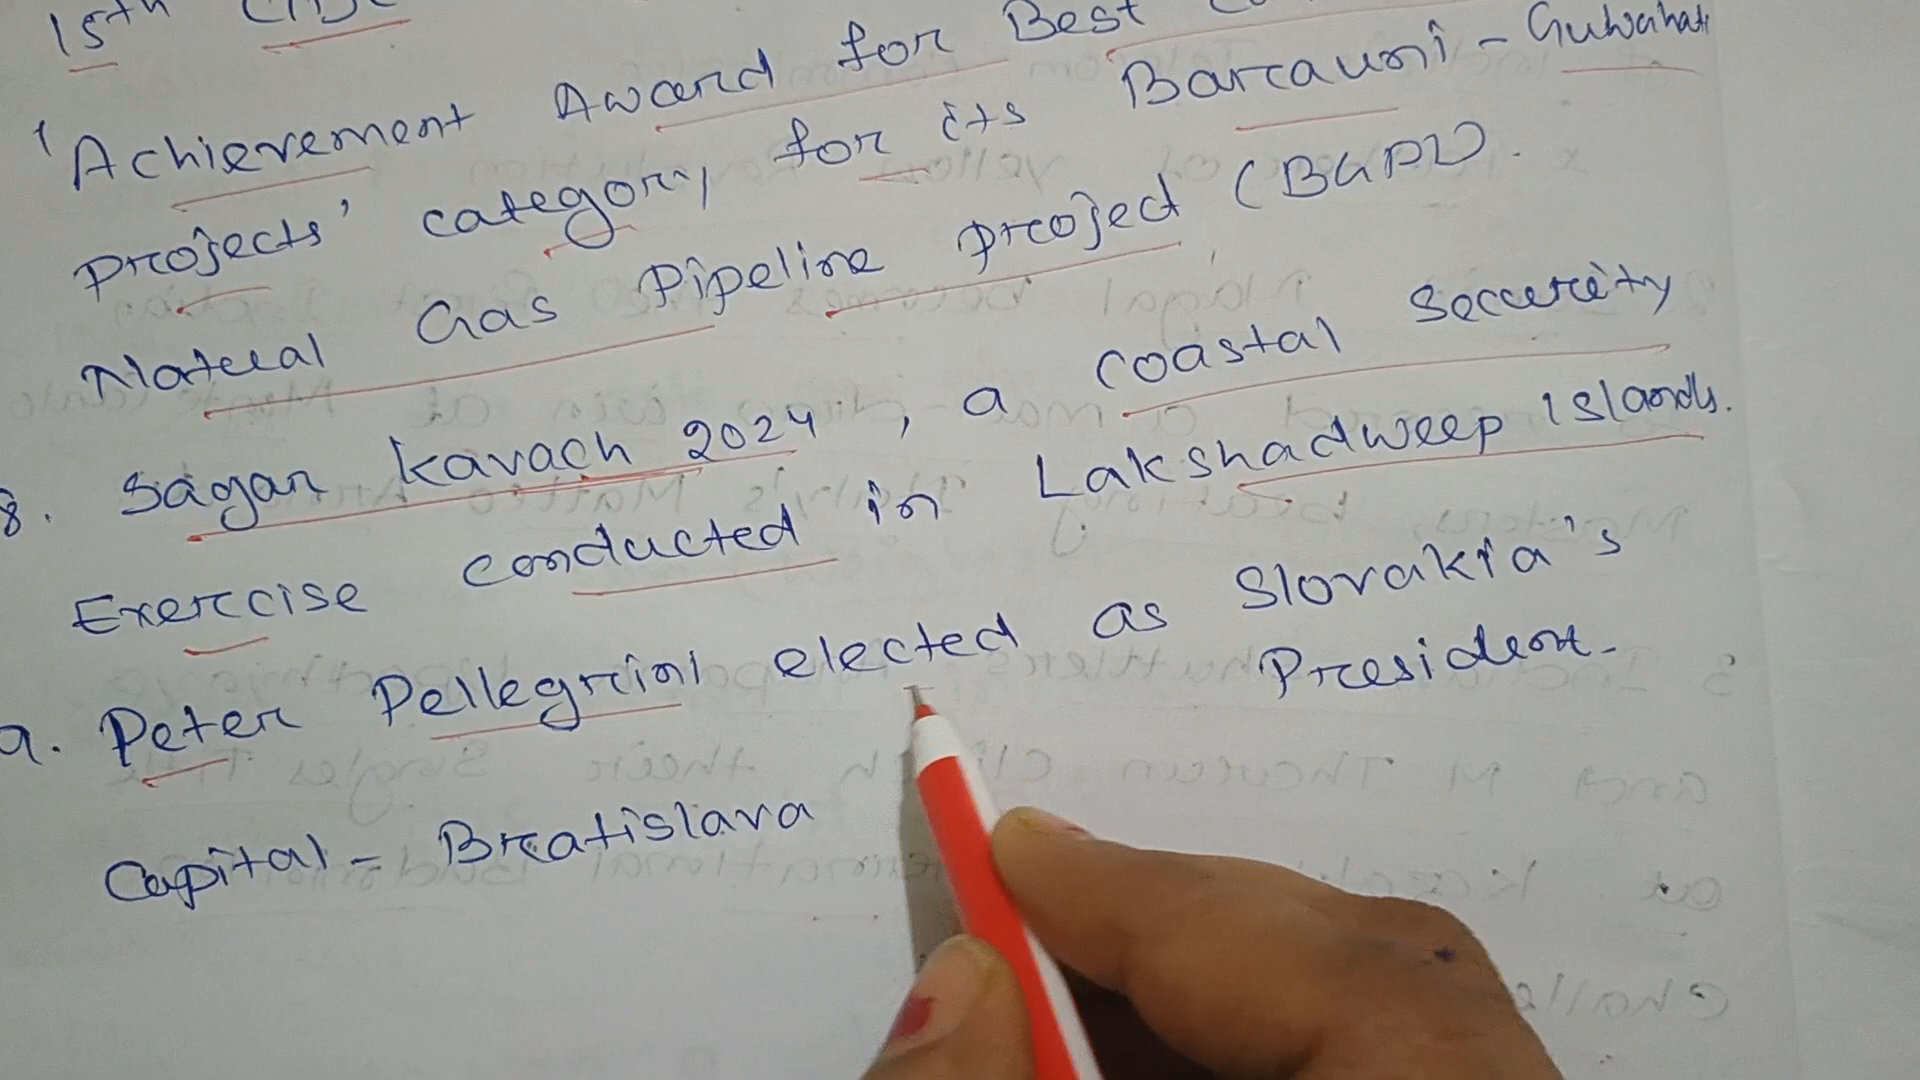 15th CIDC
'Achievement Award for Best
Projects' category, for its Barauni - Guwahati
Natural Gas Pipeline project (BGPL).
8. Sagar Kavach 2024, a coastal security
Exercise conducted in Lakshadweep Islands.
9. Peter Pellegrini elected as Slovakia's
President.
Capital - Bratislava